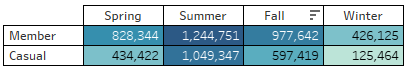 Spring Summer Fall Winter
Member 828,344 1,244,751 977,642 426,125
Casual 434,422 1,049,347 597,419 125,464